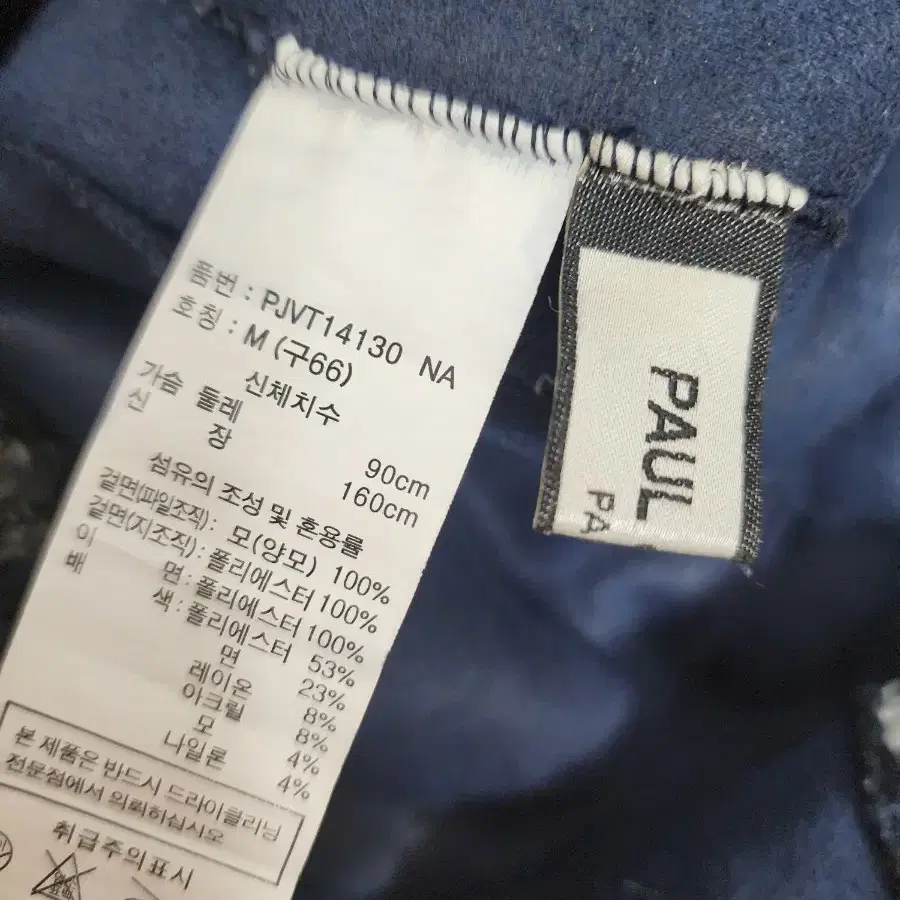 품번 : PJVT14130 NA
호칭 : M (구66)
신체치수
가슴 둘레 90cm
신 장 160cm
섬유의 조성 및 혼용률
겉면(파일조직) : 모(양모) 100%
겉면(지조직) : 폴리에스터 100%
이 면 : 폴리에스터 100%
배 색 : 폴리에스터 53%
면 23%
레이온 8%
아크릴 8%
모 4%
나일론 4%
본 제품은 반드시 드라이클리닝
전문점에서 의뢰하십시오
취급주의표시
PAUL
PA